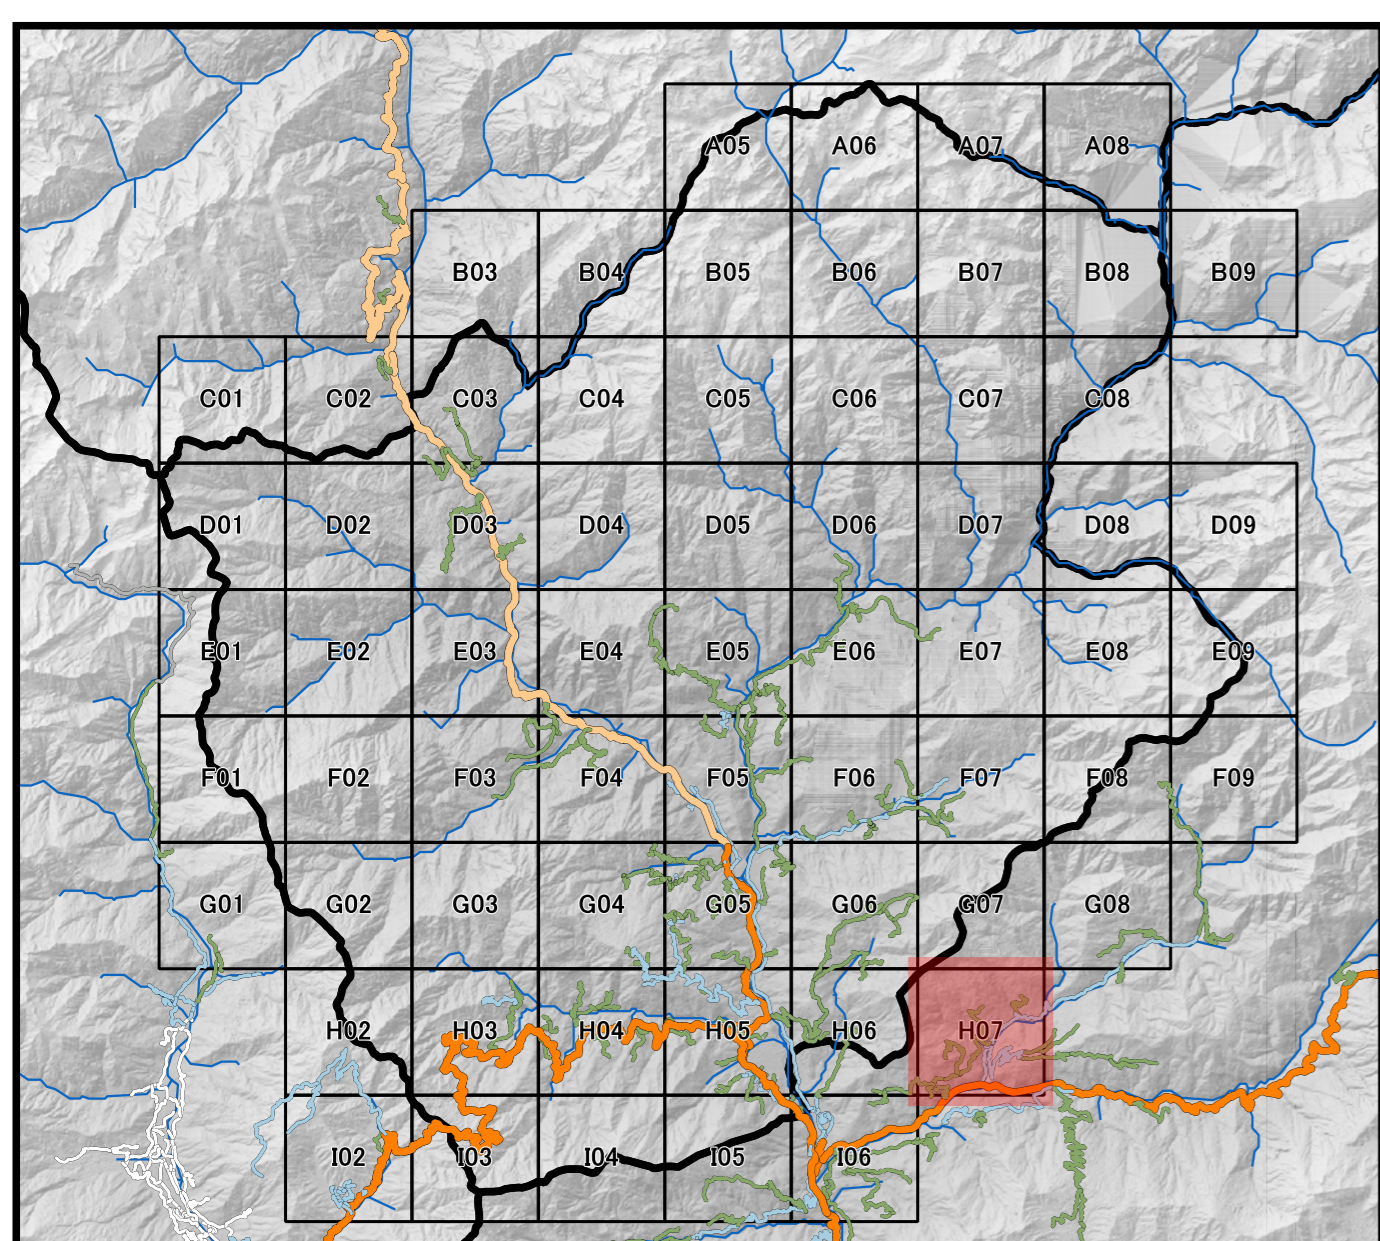 A05 A06 A07 A08
B03 B04 B05 B06 B07 B08 B09
C01 C02 C03 C04 C05 C06 C07 C08
D01 D02 D03 D04 D05 D06 D07 D08 D09
E01 E02 E03 E04 E05 E06 E07 E08 E09
F01 F02 F03 F04 F05 F06 F07 F08 F09
G01 G02 G03 G04 G05 G06 G07 G08
H02 H03 H04 H05 H06 H07
I02 I03 I04 I05 I06